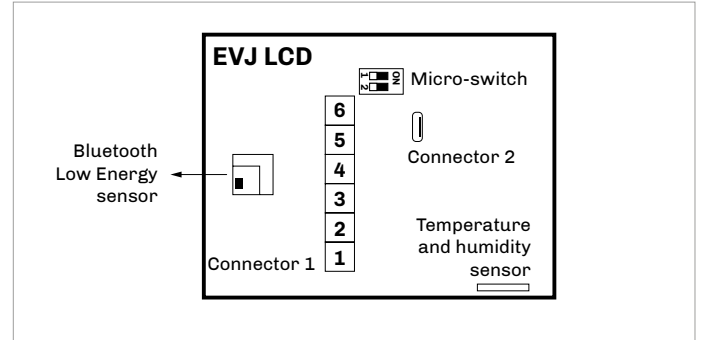 EVJ LCD
1
2
ON
Micro-switch
6
5
4
3
2
1
Connector 2
Bluetooth
Low Energy
sensor
Connector 1
Temperature
and humidity
sensor